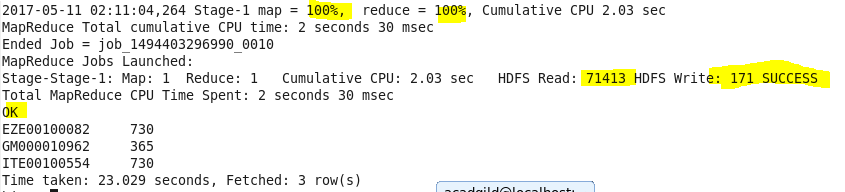 2017-05-11 02:11:04,264 Stage-1 map = 100%,  reduce = 100%, Cumulative CPU 2.03 sec
MapReduce Total cumulative CPU time: 2 seconds 30 msec
Ended Job = job_1494403296990_0010
MapReduce Jobs Launched:
Stage-Stage-1: Map: 1  Reduce: 1   Cumulative CPU: 2.03 sec   HDFS Read: 71413 HDFS Write: 171 SUCCESS
Total MapReduce CPU Time Spent: 2 seconds 30 msec
OK
EZE00100082     730
GM000010962     365
ITE00100554     730
Time taken: 23.029 seconds, Fetched: 3 row(s)
acadgild@localhost: